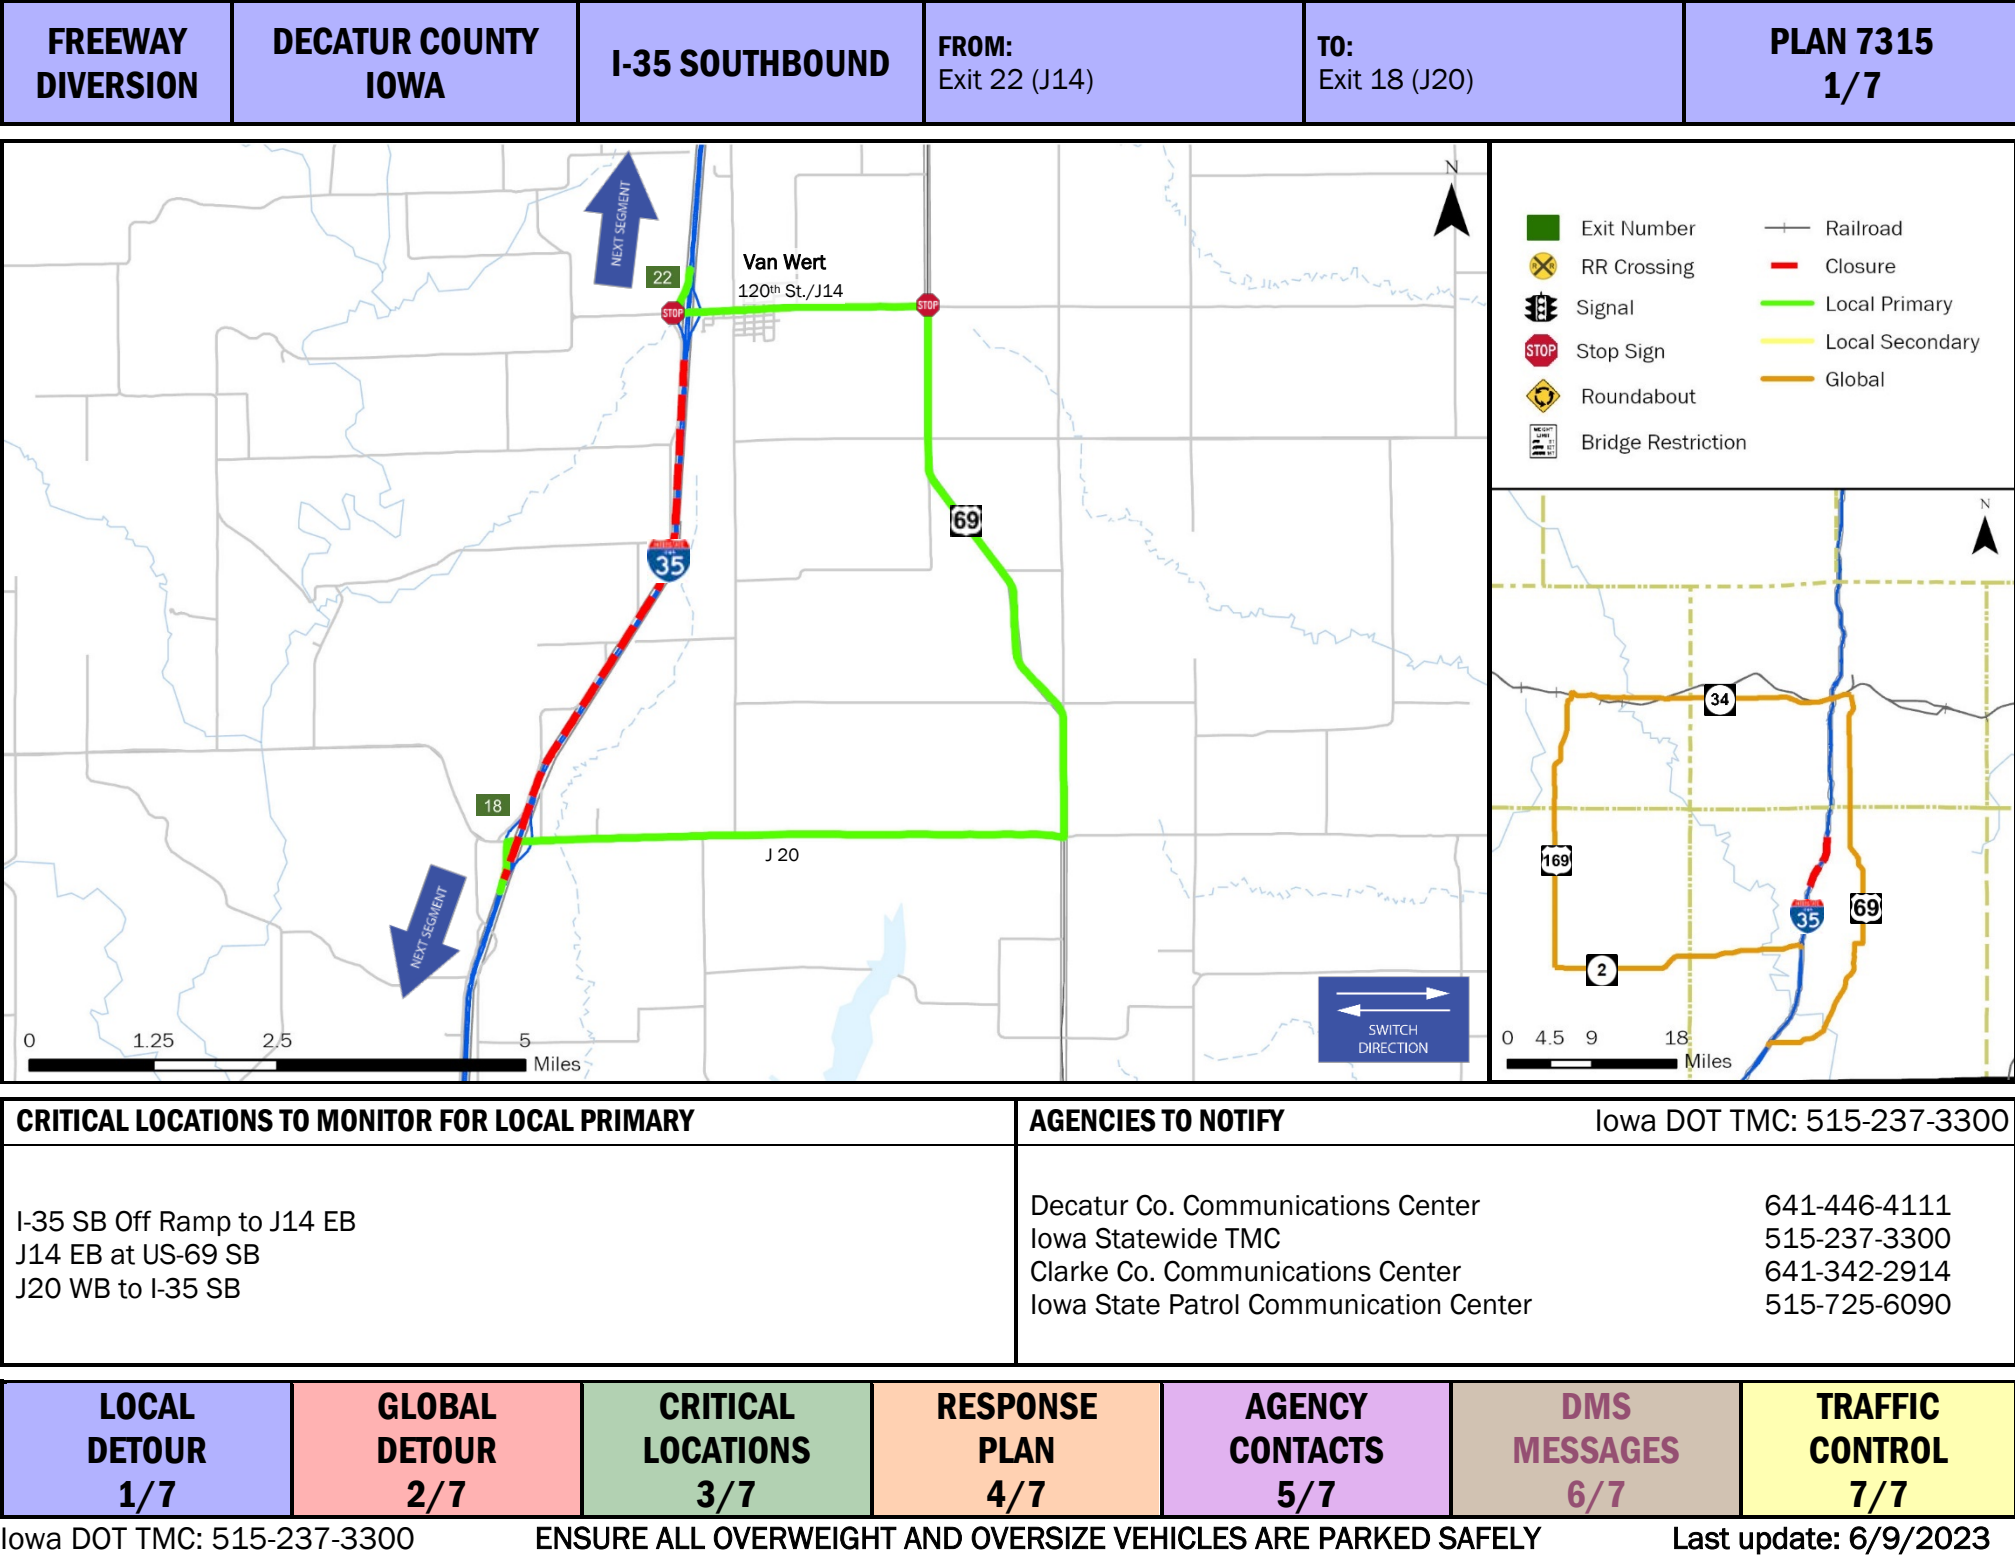 FREEWAY
DIVERSION
DECATUR COUNTY
IOWA
I-35 SOUTHBOUND
FROM:
Exit 22 (J14)
TO:
Exit 18 (J20)
PLAN 7315
1/7
NEXT SEGMENT
22
STOP
Van Wert
120th St./J14
STOP
N
69
35
18
J 20
NEXT SEGMENT
SWITCH
DIRECTION
0 1.25 2.5 5
Miles
Exit Number
RR Crossing
Signal
STOP Stop Sign
Roundabout
Bridge Restriction
Railroad
Closure
Local Primary
Local Secondary
Global
N
34
169
35
69
2
0 4.5 9 18
Miles
CRITICAL LOCATIONS TO MONITOR FOR LOCAL PRIMARY
I-35 SB Off Ramp to J14 EB
J14 EB at US-69 SB
J20 WB to I-35 SB
AGENCIES TO NOTIFY Iowa DOT TMC: 515-237-3300
Decatur Co. Communications Center 641-446-4111
Iowa Statewide TMC 515-237-3300
Clarke Co. Communications Center 641-342-2914
Iowa State Patrol Communication Center 515-725-6090
LOCAL
DETOUR
1/7
GLOBAL
DETOUR
2/7
CRITICAL
LOCATIONS
3/7
RESPONSE
PLAN
4/7
AGENCY
CONTACTS
5/7
DMS
MESSAGES
6/7
TRAFFIC
CONTROL
7/7
Iowa DOT TMC: 515-237-3300 ENSURE ALL OVERWEIGHT AND OVERSIZE VEHICLES ARE PARKED SAFELY Last update: 6/9/2023